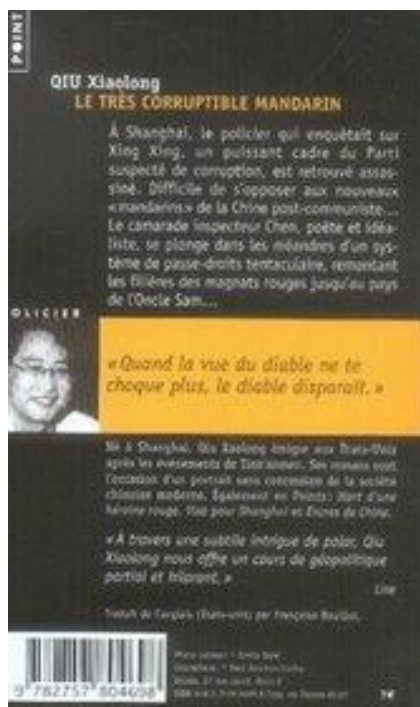 POINT
QIU Xiaolong
LE TRÈS CORRUPTIBLE MANDARIN
À Shanghai, le policier qui enquêtait sur
Xing Xing, un puissant cadre du Parti
suspecté de corruption, est retrouvé assas-
siné. Difficile de s'opposer aux nouveaux
«mandarins» de la Chine post-communiste...
Le camarade inspecteur Chen, poète et idéa-
liste, se plonge dans les méandres d'un sys-
tème de passe-droits tentaculaire, remontant
les filières des magnats rouges jusqu'au pays
de l'Oncle Sam...
OLICIER
«Quand la vue du diable ne te
choque plus, le diable disparaît.»
Né à Shanghai, Qiu Xiaolong émigre aux États-Unis
après les événements de Tian'anmen. Ses romans sont
l'occasion d'un portrait sans concession de la société
chinoise moderne. Également en Points: Mort d'une
héroïne rouge, Visa pour Shanghai et Encres de Chine.
«À travers une subtile intrigue de polar, Qiu
Xiaolong nous offre un cours de géopolitique
partial et hilarant.»
Lire
Traduit de l'anglais (États-Unis) par Fanchita Gonzalez
9 782757 804698